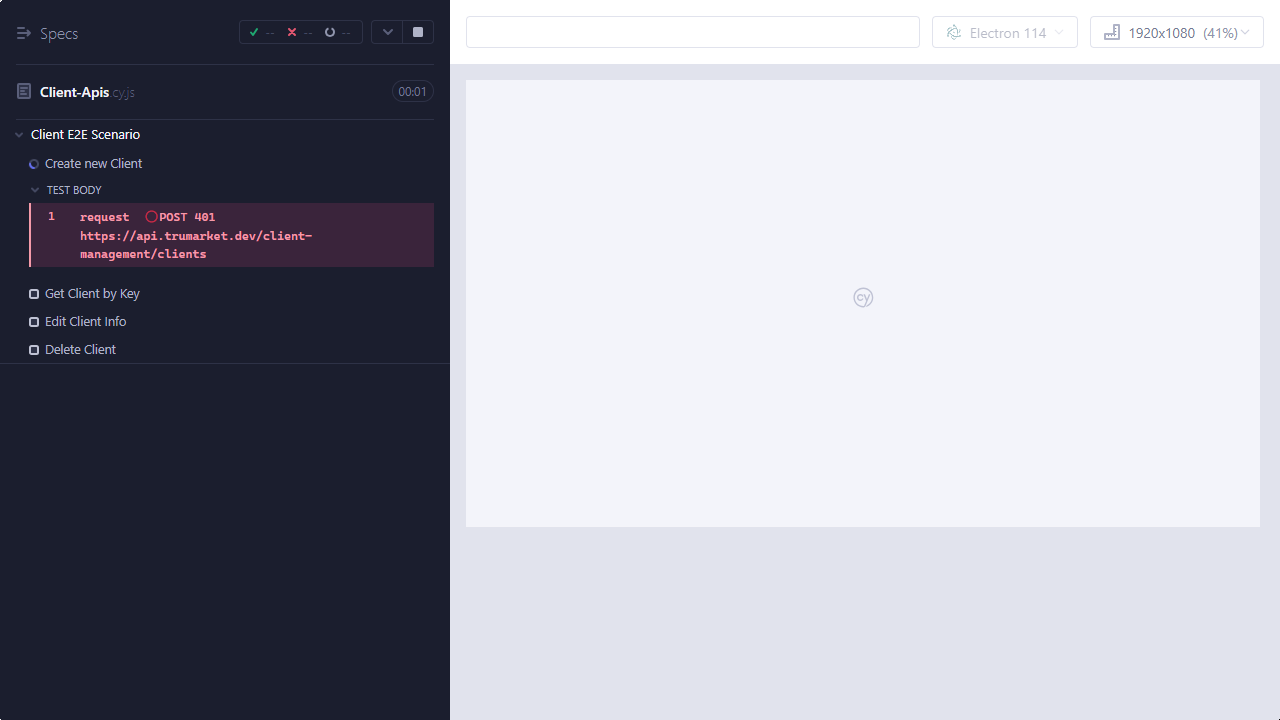 Specs
-- -- --
Client-Apis cy.js
00:01
Client E2E Scenario
Create new Client
TEST BODY
1 request POST 401
https://api.trumarket.dev/client-
management/clients
Get Client by Key
Edit Client Info
Delete Client
Electron 114
1920x1080 (41%)
cy